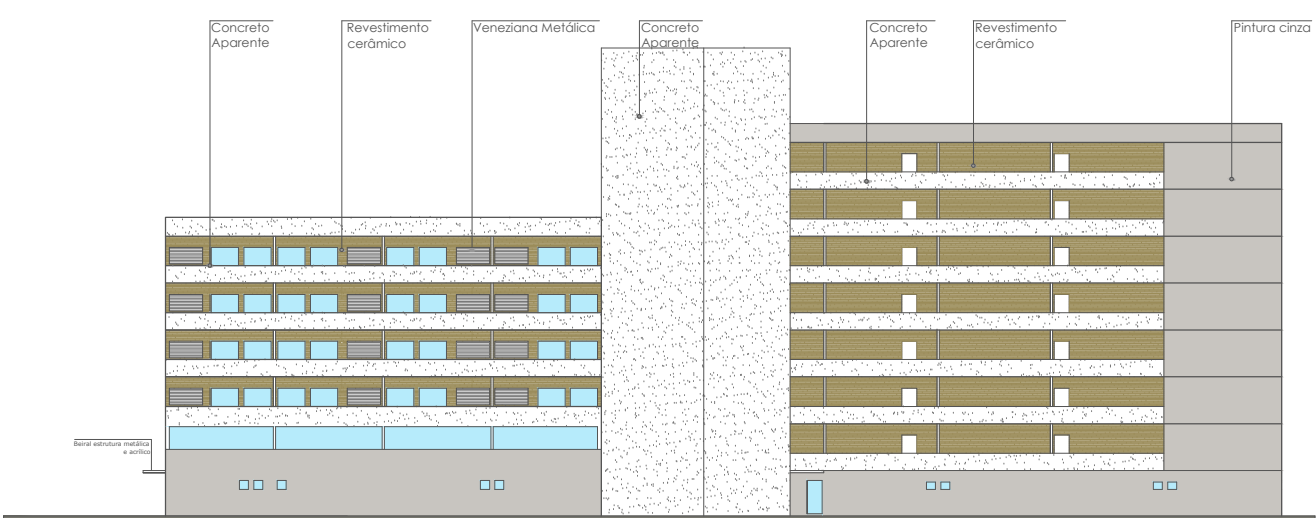 Concreto
Aparente
Revestimento
cerâmico
Veneziana Metálica
Concreto
Aparente
Concreto
Aparente
Revestimento
cerâmico
Pintura cinza
Beiral estrutura metálica
e acrílico